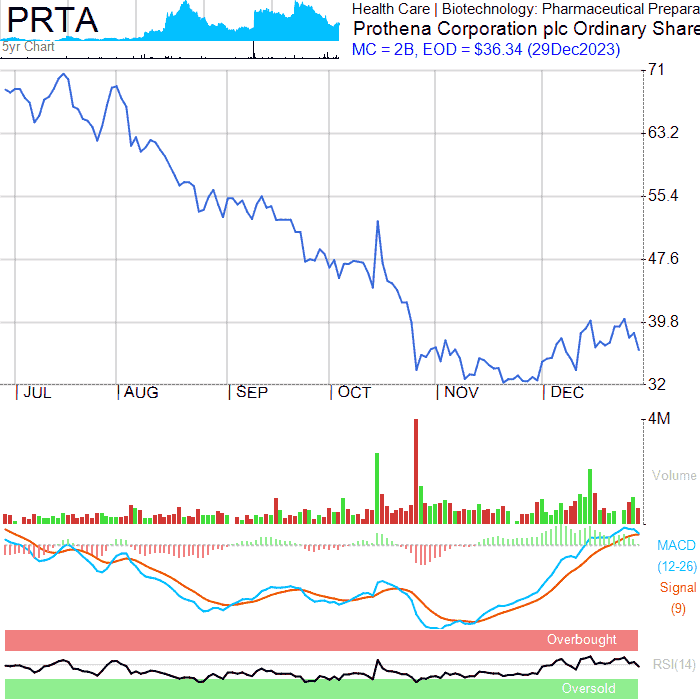 PRTA
5yr Chart
Health Care | Biotechnology: Pharmaceutical Prepara
Prothena Corporation plc Ordinary Share
MC = 2B, EOD = $36.34 (29Dec2023)
71
63.2
55.4
47.6
39.8
32
JUL AUG SEP OCT NOV DEC
4M
Volume
MACD
(12-26)
Signal
(9)
Overbought
RSI(14)
Oversold